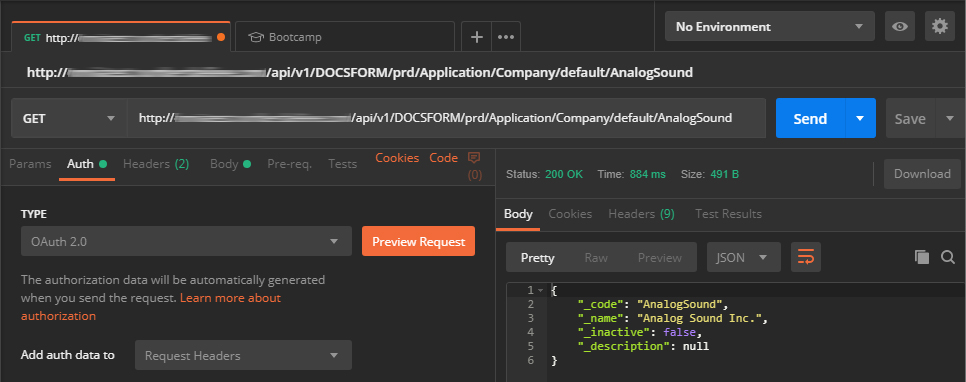 GET http://
Bootcamp
+ •••
No Environment
http:// /api/v1/DOCSFORM/prd/Application/Company/default/AnalogSound
GET
http:// /api/v1/DOCSFORM/prd/Application/Company/default/AnalogSound
Send
Save
Params Auth Headers (2) Body Pre-req. Tests Cookies Code (0)
TYPE
OAuth 2.0
Preview Request
The authorization data will be automatically generated
when you send the request. Learn more about
authorization
Add auth data to Request Headers
Status: 200 OK Time: 884 ms Size: 491 B Download
Body Cookies Headers (9) Test Results
Pretty Raw Preview JSON
1 {
2 "_code": "AnalogSound",
3 "_name": "Analog Sound Inc.",
4 "_inactive": false,
5 "_description": null
6 }